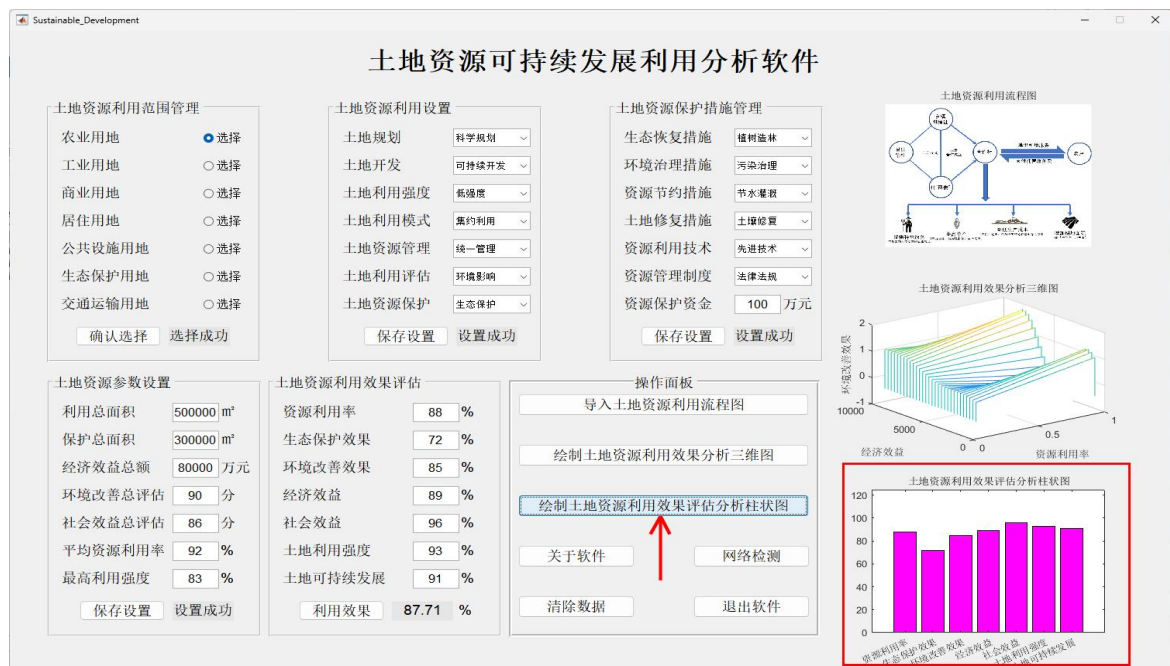 Sustainable_Development
土地资源可持续发展利用分析软件
土地资源利用范围管理
农业用地 选择
工业用地 选择
商业用地 选择
居住用地 选择
公共设施用地 选择
生态保护用地 选择
交通运输用地 选择
确认选择 选择成功
土地资源利用设置
土地规划 科学规划
土地开发 可持续开发
土地利用强度 低强度
土地利用模式 集约利用
土地资源管理 统一管理
土地利用评估 环境影响
土地资源保护 生态保护
保存设置 设置成功
土地资源保护措施管理
生态恢复措施 植树造林
环境治理措施 污染治理
资源节约措施 节水灌溉
土地修复措施 土壤修复
资源利用技术 先进技术
资源管理制度 法律法规
资源保护资金 100 万元
保存设置 设置成功
土地资源利用流程图
土地资源利用效果分析三维图
环境改善效果
2
1
0
-1
10000
5000
0 0
0.5
1
经济效益
资源利用率
土地资源参数设置
利用总面积 500000 m²
保护总面积 300000 m²
经济效益总额 80000 万元
环境改善总评估 90 分
社会效益总评估 86 分
平均资源利用率 92 %
最高利用强度 83 %
保存设置 设置成功
土地资源利用效果评估
资源利用率 88 %
生态保护效果 72 %
环境改善效果 85 %
经济效益 89 %
社会效益 96 %
土地利用强度 93 %
土地可持续发展 91 %
利用效果 87.71 %
操作面板
导入土地资源利用流程图
绘制土地资源利用效果分析三维图
绘制土地资源利用效果评估分析柱状图
关于软件 网络检测
清除数据 退出软件
土地资源利用效果评估分析柱状图
120
100
80
60
40
20
0
资源利用率
生态保护效果
环境改善效果
经济效益
社会效益
土地利用强度
地可持续发展